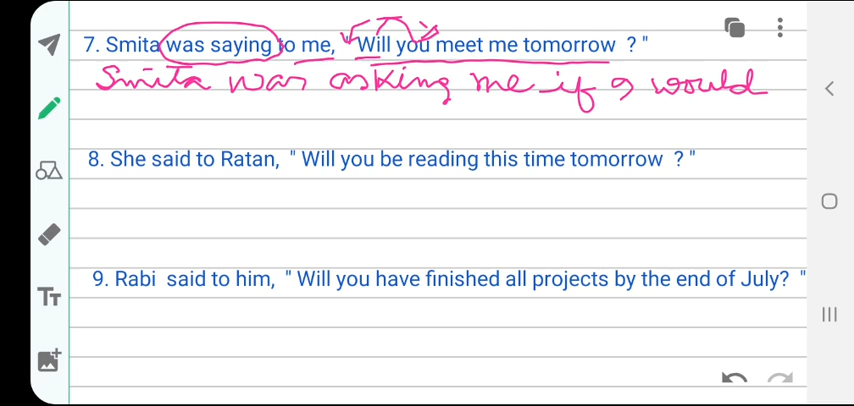 7. Smita was saying to me, " Will you meet me tomorrow ? "
Smita was asking me if I would
8. She said to Ratan, " Will you be reading this time tomorrow ? "
9. Rabi said to him, " Will you have finished all projects by the end of July? "
TT